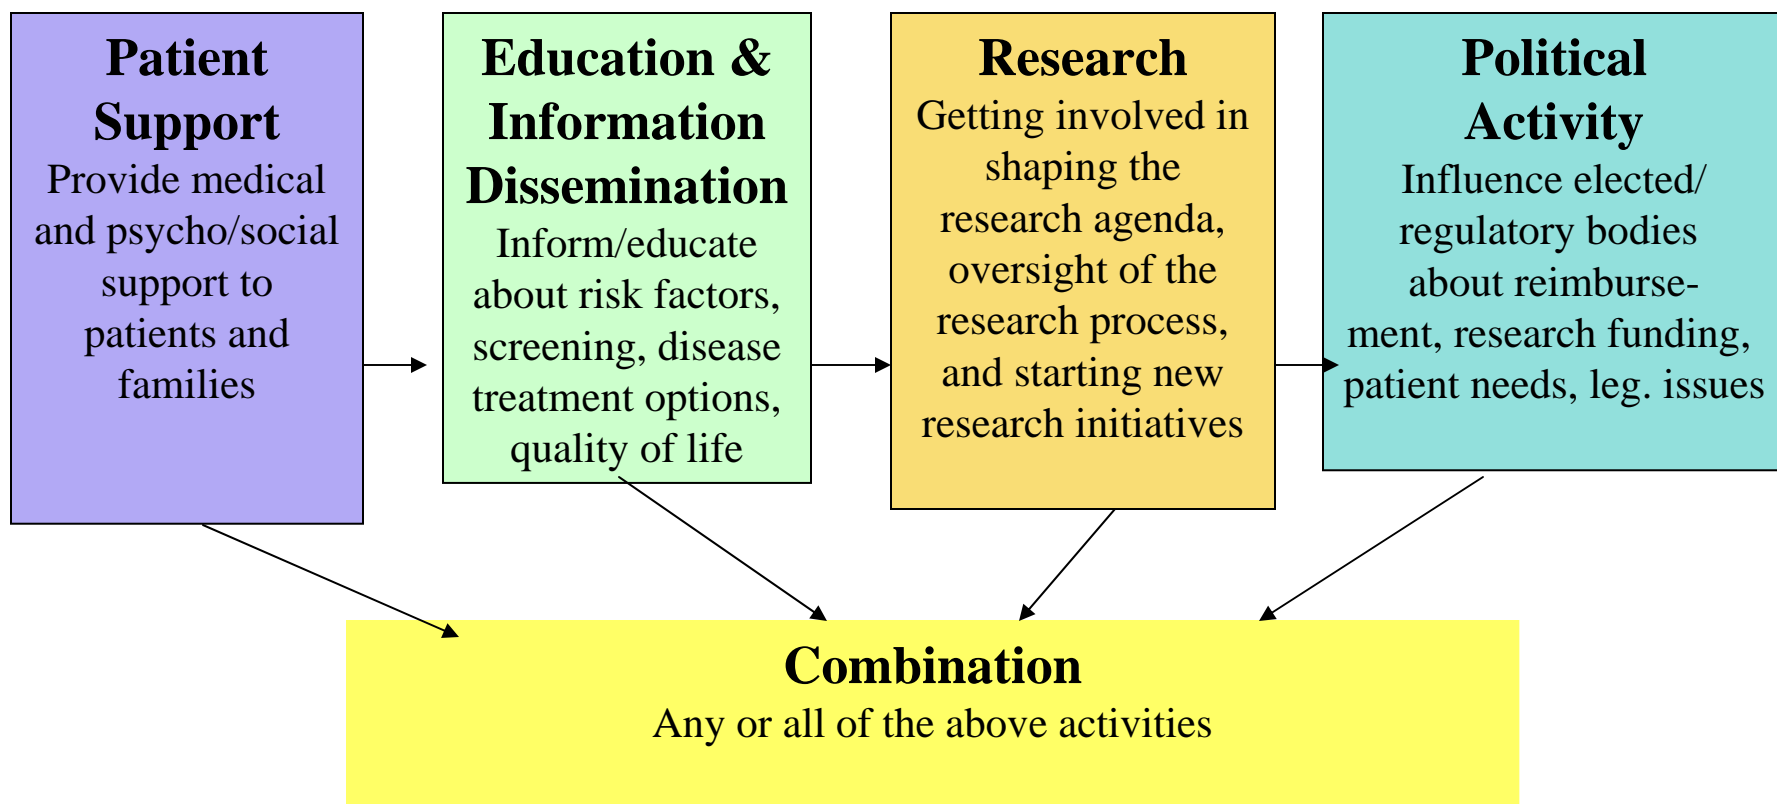 Patient
Support
Provide medical
and psycho/social
support to
patients and
families
Education &
Information
Dissemination
Inform/educate
about risk factors,
screening, disease
treatment options,
quality of life
Research
Getting involved in
shaping the
research agenda,
oversight of the
research process,
and starting new
research initiatives
Political
Activity
Influence elected/
regulatory bodies
about reimburse-
ment, research funding,
patient needs, leg. issues
Combination
Any or all of the above activities